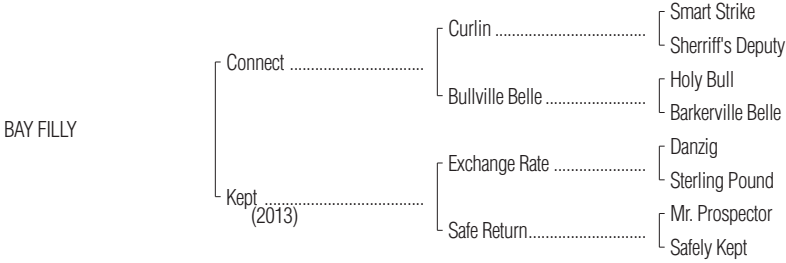 Smart Strike
Curlin ..................................
Sherriff's Deputy
Connect ..............................
Holy Bull
Bullville Belle ......................
Barkerville Belle
BAY FILLY
Danzig
Exchange Rate ....................
Sterling Pound
Kept ...................................
(2013)
Mr. Prospector
Safe Return..........................
Safely Kept